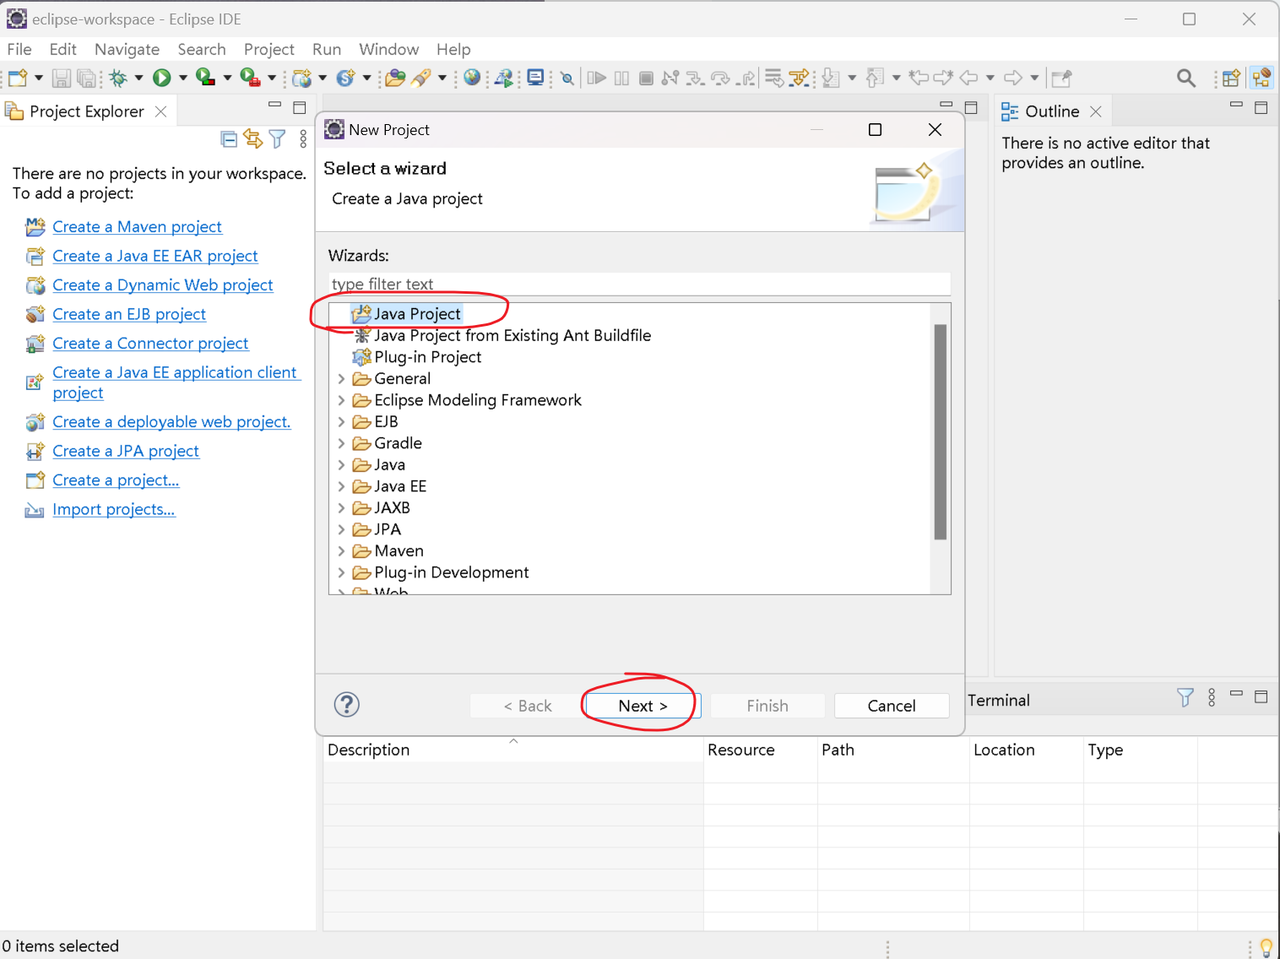 eclipse-workspace - Eclipse IDE
File Edit Navigate Search Project Run Window Help
Project Explorer
There are no projects in your workspace.
To add a project:
Create a Maven project
Create a Java EE EAR project
Create a Dynamic Web project
Create an EJB project
Create a Connector project
Create a Java EE application client
project
Create a deployable web project.
Create a JPA project
Create a project...
Import projects...
New Project
Select a wizard
Create a Java project
Wizards:
type filter text
Java Project
Java Project from Existing Ant Buildfile
Plug-in Project
General
Eclipse Modeling Framework
EJB
Gradle
Java
Java EE
JAXB
JPA
Maven
Plug-in Development
Web
< Back Next > Finish Cancel
Outline
There is no active editor that
provides an outline.
Terminal
Description Resource Path Location Type
0 items selected